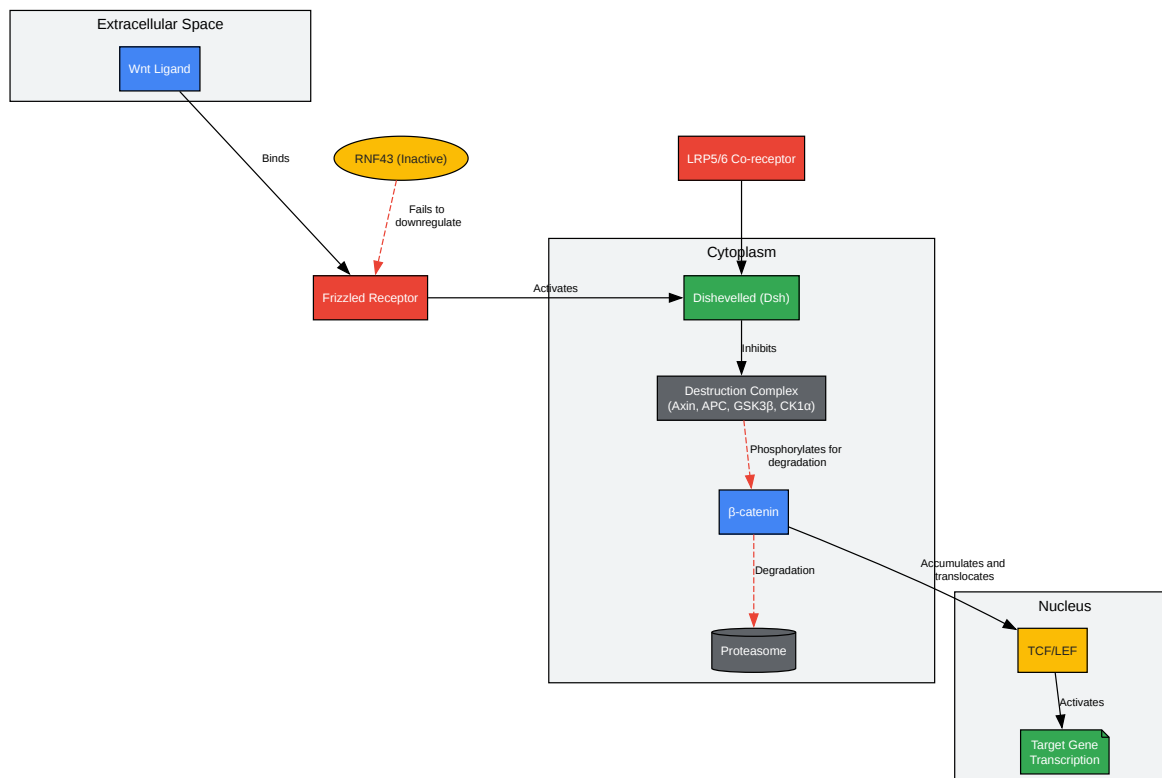 Extracellular Space
Wnt Ligand
Binds
RNF43 (Inactive)
LRP5/6 Co-receptor
Fails to
downregulate
Cytoplasm
Frizzled Receptor
Activates
Dishevelled (Dsh)
Inhibits
Destruction Complex
(Axin, APC, GSK3β, CK1α)
Phosphorylates for
degradation
β-catenin
Degradation
Accumulates and
translocates
Nucleus
Proteasome
TCF/LEF
Activates
Target Gene
Transcription